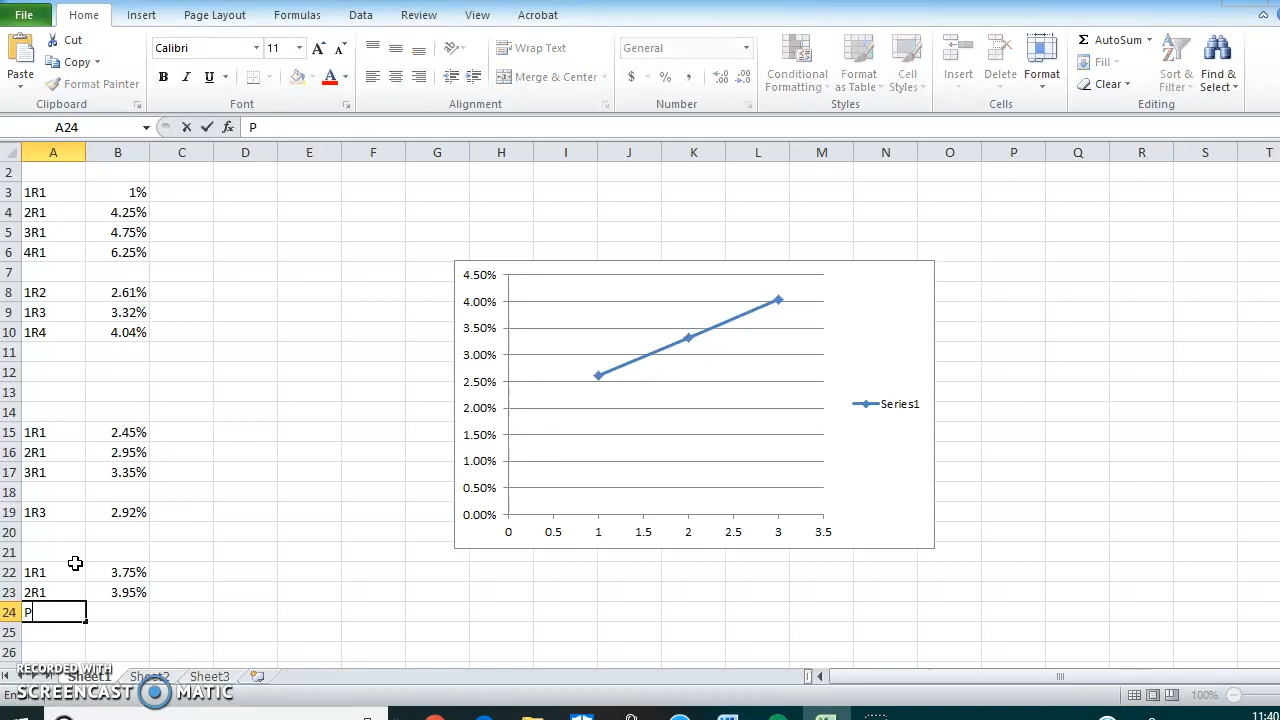 File Home Insert Page Layout Formulas Data Review View Acrobat
Paste Cut Copy Format Painter
Calibri 11
B I U A
Wrap Text
Merge & Center
General
$ % ,
Conditional Formatting Format as Table Cell Styles
Insert Delete Format
Σ AutoSum Fill Clear
Sort & Filter Find & Select
Clipboard Font Alignment Number Styles Cells Editing
A24 fx P
A B C D E F G H I J K L M N O P Q R S T
2
3 1R1 1%
4 2R1 4.25%
5 3R1 4.75%
6 4R1 6.25%
7
8 1R2 2.61%
9 1R3 3.32%
10 1R4 4.04%
11
12
13
14
15 1R1 2.45%
16 2R1 2.95%
17 3R1 3.35%
18
19 1R3 2.92%
20
21
22 1R1 3.75%
23 2R1 3.95%
24 P
25
26
4.50%
4.00%
3.50%
3.00%
2.50%
2.00%
1.50%
1.00%
0.50%
0.00%
0 0.5 1 1.5 2 2.5 3 3.5
Series1
Sheet1 Sheet2 Sheet3
RECORDED WITH
SCREENCAST MATIC
100%
11:40